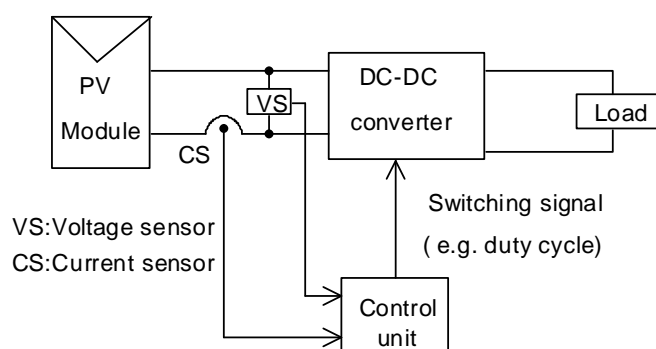 PV
Module
VS
CS
DC-DC
converter
Load
VS:Voltage sensor
CS:Current sensor
Switching signal
( e.g. duty cycle)
Control
unit